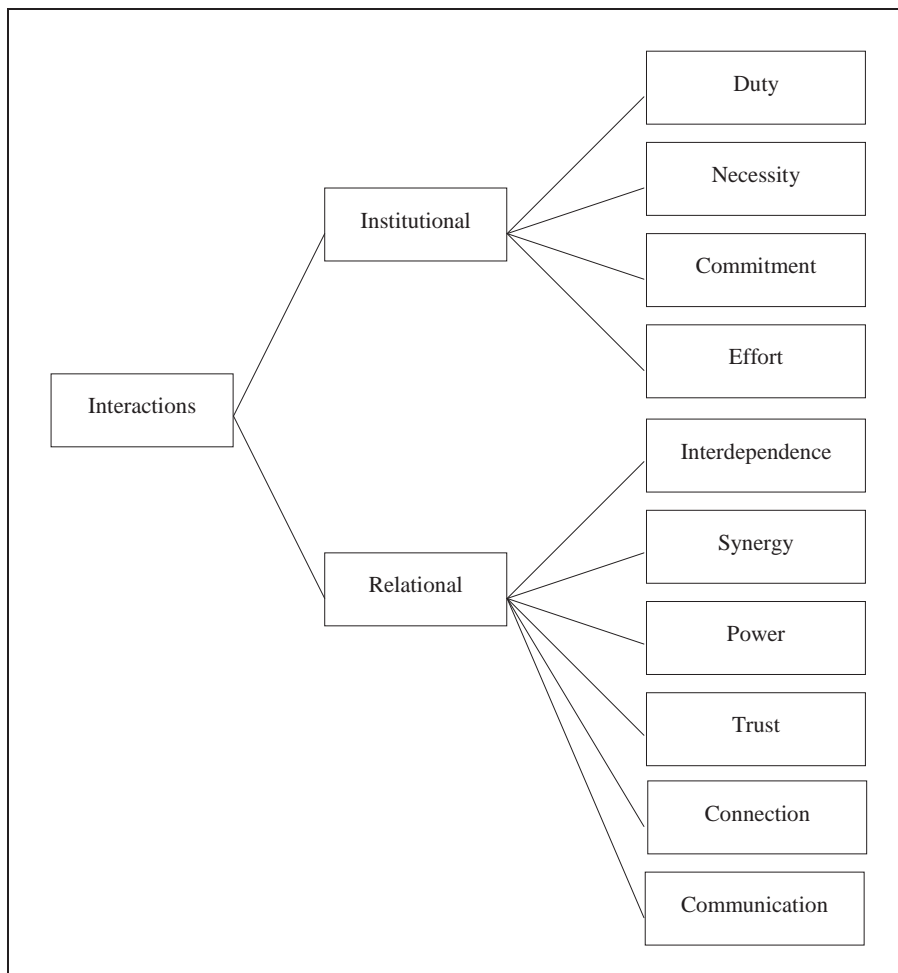 Interactions
Institutional
Duty
Necessity
Commitment
Effort
Relational
Interdependence
Synergy
Power
Trust
Connection
Communication